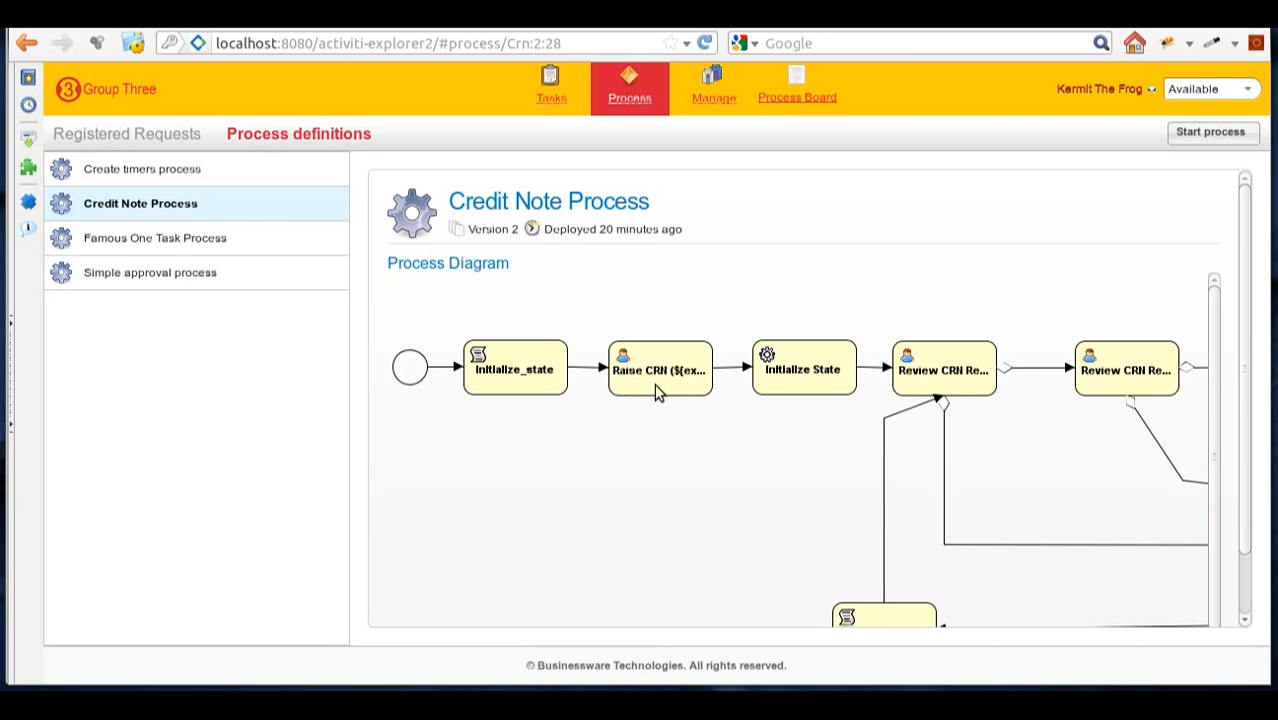 localhost:8080/activiti-explorer2/#process/Crn:2:28
Google
3 Group Three
Tasks
Process
Manage
Process Board
Kermit The Frog
Available
Registered Requests
Process definitions
Start process
Create timers process
Credit Note Process
Famous One Task Process
Simple approval process
Credit Note Process
Version 2
Deployed 20 minutes ago
Process Diagram
Initialize_state
Raise CRN (${ex...
Initialize State
Review CRN Re...
Review CRN Re...
© Businessware Technologies. All rights reserved.